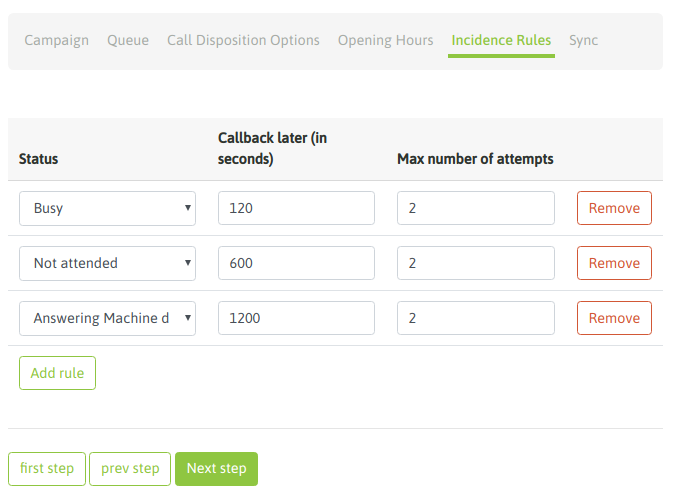 Campaign Queue Call Disposition Options Opening Hours Incidence Rules Sync
Status Callback later (in seconds) Max number of attempts
Busy 120 2 Remove
Not attended 600 2 Remove
Answering Machine d 1200 2 Remove
Add rule
first step prev step Next step